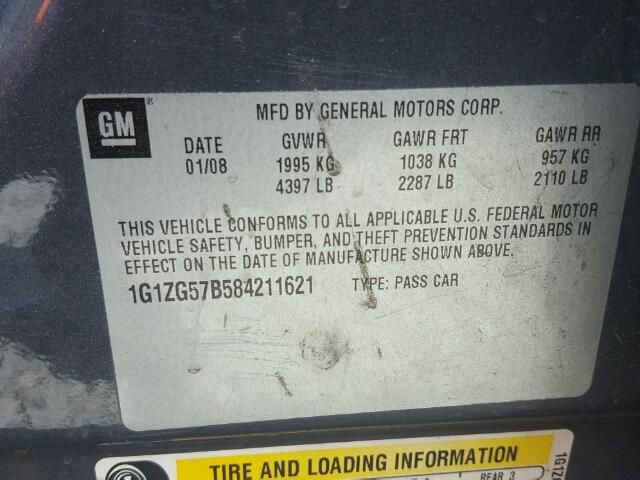 GM
MFD BY GENERAL MOTORS CORP.
DATE GVWR GAWR FRT GAWR RR
01/08 1995 KG 1038 KG 957 KG
4397 LB 2287 LB 2110 LB
THIS VEHICLE CONFORMS TO ALL APPLICABLE U.S. FEDERAL MOTOR
VEHICLE SAFETY, BUMPER, AND THEFT PREVENTION STANDARDS IN
EFFECT ON THE DATE OF MANUFACTURE SHOWN ABOVE.
1G1ZG57B584211621 TYPE: PASS CAR
TIRE AND LOADING INFORMATION
REAR 3
1G1Z